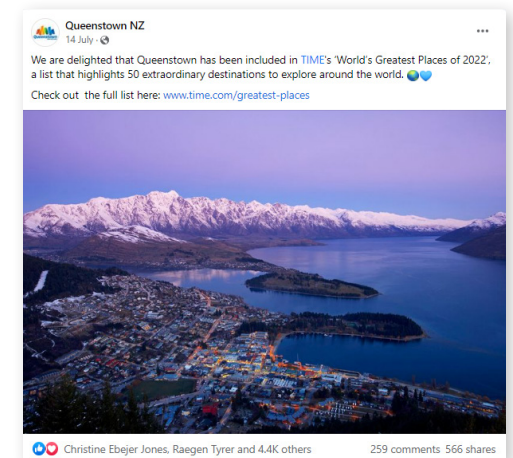 Queenstown NZ
14 July ·
We are delighted that Queenstown has been included in TIME's 'World's Greatest Places of 2022',
a list that highlights 50 extraordinary destinations to explore around the world. 🌏💙
Check out the full list here: www.time.com/greatest-places
Christine Ebejer Jones, Raegen Tyrer and 4.4K others 259 comments 566 shares